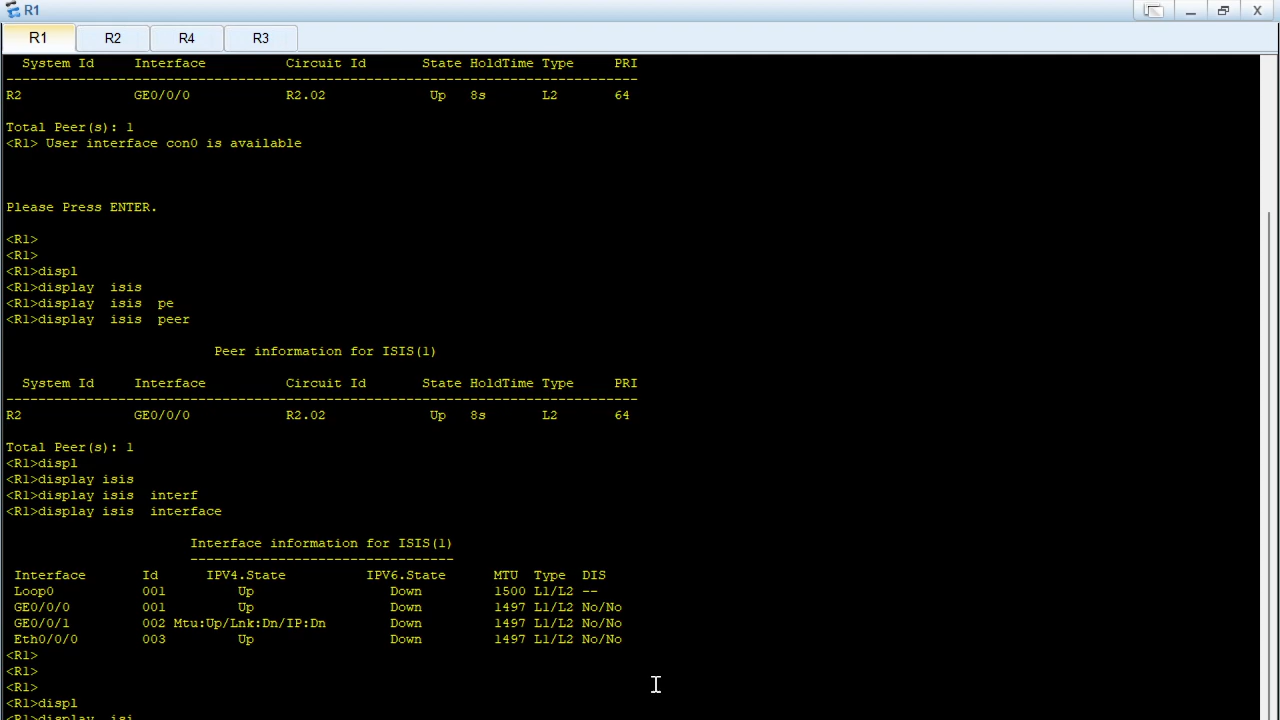 R1
R1 R2 R4 R3
System Id Interface Circuit Id State HoldTime Type PRI
--------------------------------------------------------------------------------
R2 GE0/0/0 R2.02 Up 8s L2 64
Total Peer(s): 1
<R1> User interface con0 is available
Please Press ENTER.
<R1>
<R1>
<R1>displ
<R1>display isis
<R1>display isis pe
<R1>display isis peer
Peer information for ISIS(1)
System Id Interface Circuit Id State HoldTime Type PRI
--------------------------------------------------------------------------------
R2 GE0/0/0 R2.02 Up 8s L2 64
Total Peer(s): 1
<R1>displ
<R1>display isis
<R1>display isis interf
<R1>display isis interface
Interface information for ISIS(1)
---------------------------------
Interface Id IPV4.State IPV6.State MTU Type DIS
Loop0 001 Up Down 1500 L1/L2 --
GE0/0/0 001 Up Down 1497 L1/L2 No/No
GE0/0/1 002 Mtu:Up/Lnk:Dn/IP:Dn Down 1497 L1/L2 No/No
Eth0/0/0 003 Up Down 1497 L1/L2 No/No
<R1>
<R1>
<R1>
<R1>displ
<R1>display isi